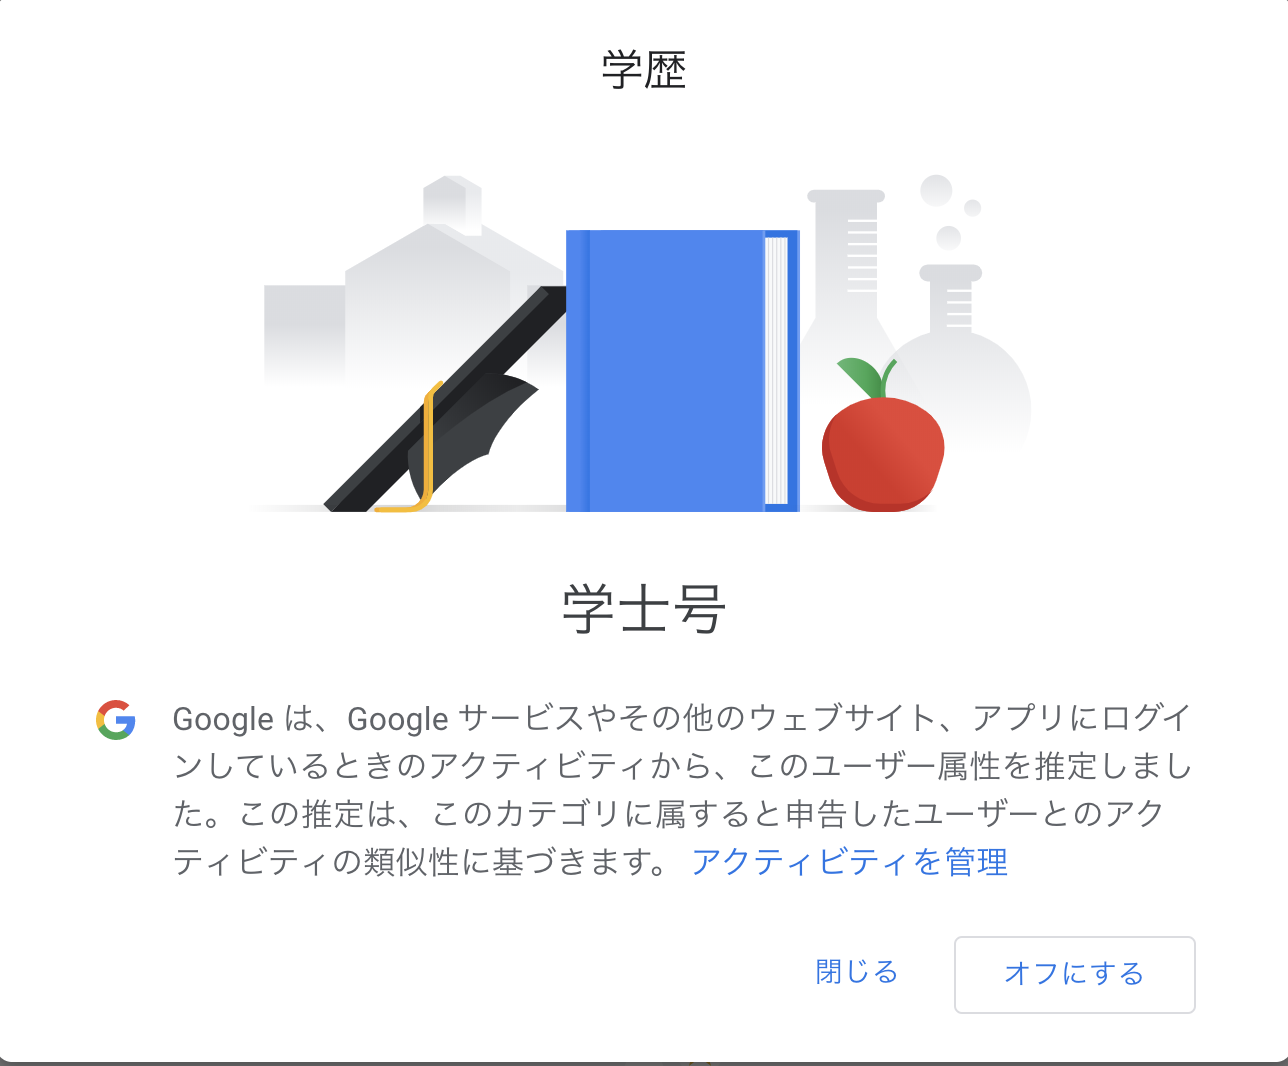 学歴
学士号
Google は、Google サービスやその他のウェブサイト、アプリにログイ
ンしているときのアクティビティから、このユーザー属性を推定しまし
た。この推定は、このカテゴリに属すると申告したユーザーとのアク
ティビティの類似性に基づきます。 アクティビティを管理
閉じる
オフにする